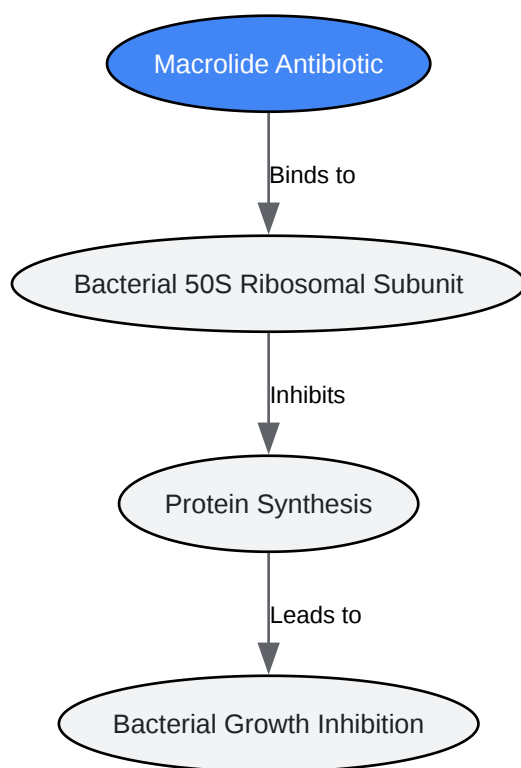 Macrolide Antibiotic
Binds to
Bacterial 50S Ribosomal Subunit
Inhibits
Protein Synthesis
Leads to
Bacterial Growth Inhibition